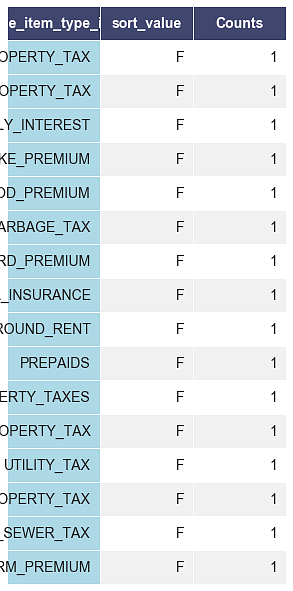 e_item_type_i sort_value Counts
OPERTY_TAX F 1
OPERTY_TAX F 1
LY_INTEREST F 1
KE_PREMIUM F 1
OD_PREMIUM F 1
ARBAGE_TAX F 1
RD_PREMIUM F 1
_INSURANCE F 1
ROUND_RENT F 1
PREPAIDS F 1
ERTY_TAXES F 1
OPERTY_TAX F 1
UTILITY_TAX F 1
OPERTY_TAX F 1
_SEWER_TAX F 1
RM_PREMIUM F 1